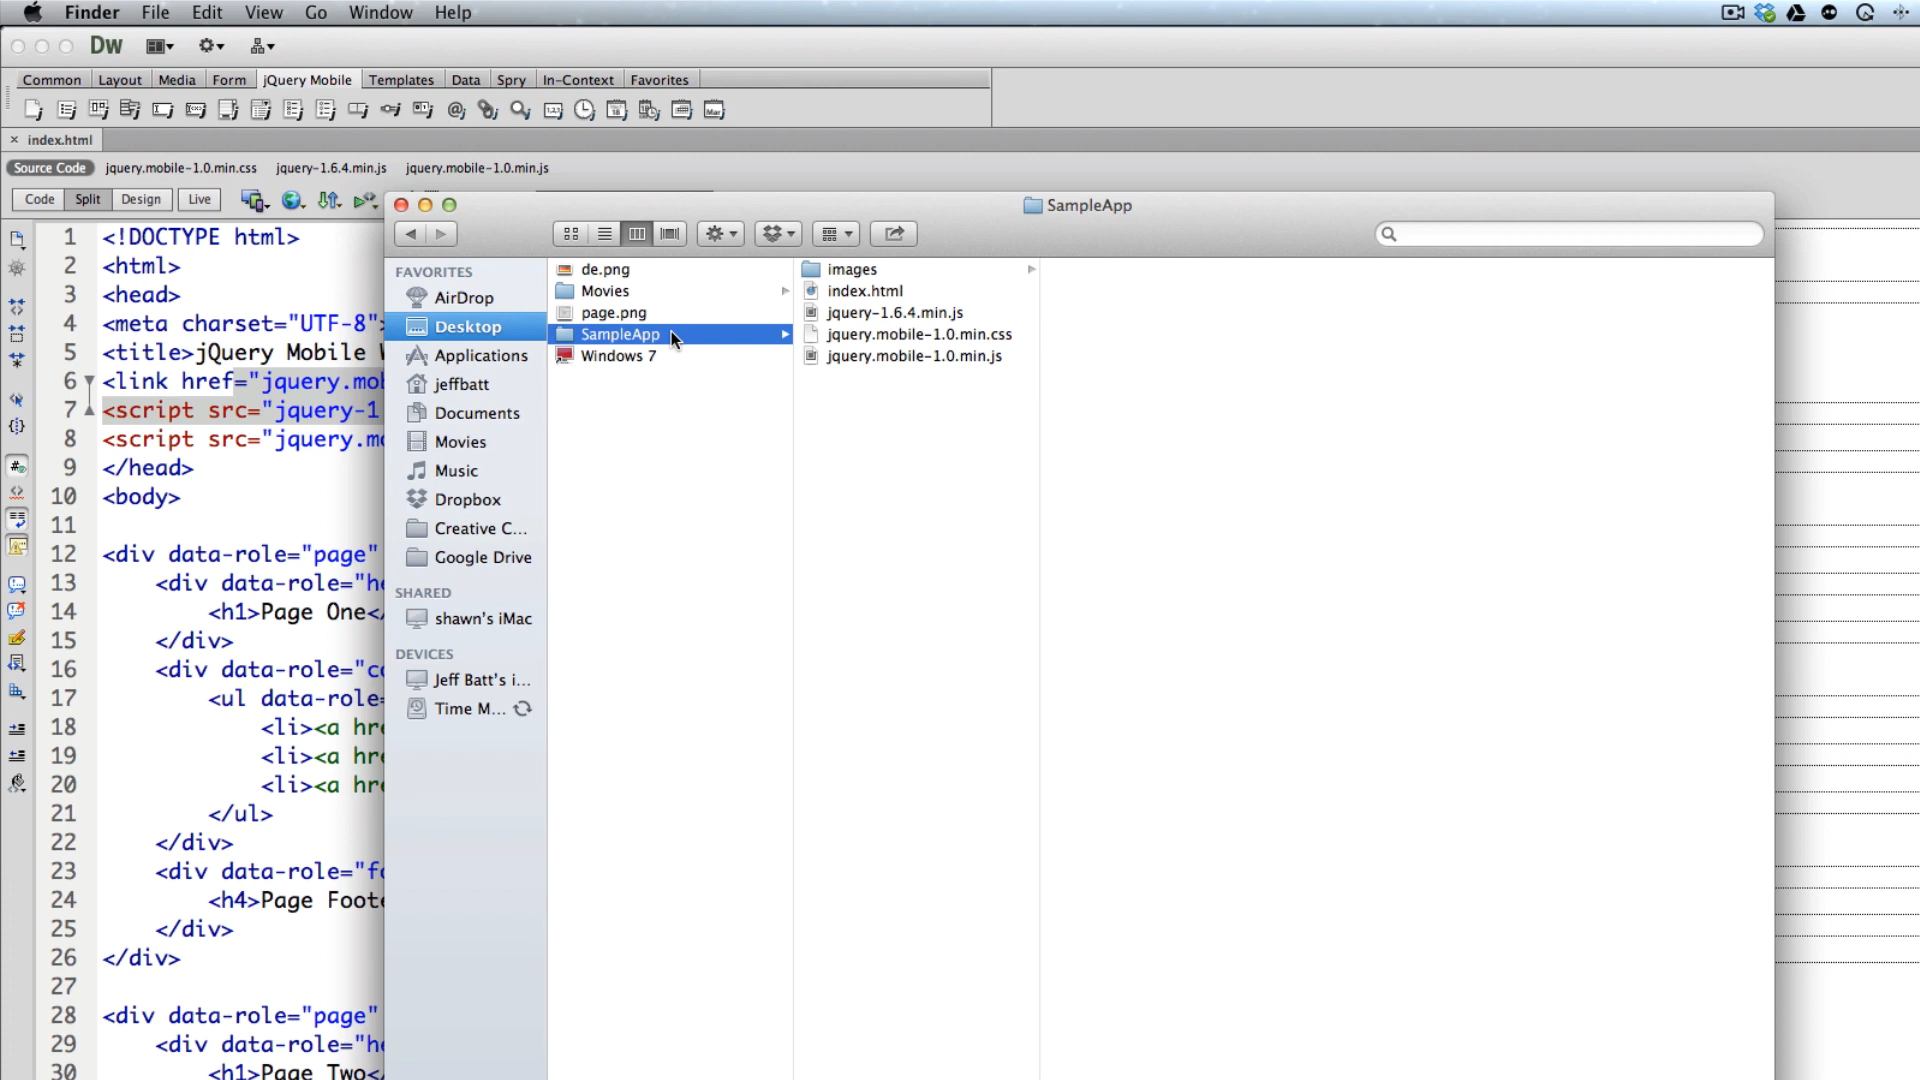 Finder File Edit View Go Window Help
Dw
Common Layout Media Form jQuery Mobile Templates Data Spry In-Context Favorites
× index.html
Source Code jquery.mobile-1.0.min.css jquery-1.6.4.min.js jquery.mobile-1.0.min.js
Code Split Design Live
SampleApp
FAVORITES
AirDrop
Desktop
Applications
jeffbatt
Documents
Movies
Music
Dropbox
Creative C...
Google Drive
SHARED
shawn's iMac
DEVICES
Jeff Batt's i...
Time M...
de.png
Movies
page.png
SampleApp
Windows 7
images
index.html
jquery-1.6.4.min.js
jquery.mobile-1.0.min.css
jquery.mobile-1.0.min.js
1 <!DOCTYPE html>
2 <html>
3 <head>
4 <meta charset="UTF-8">
5 <title>jQuery Mobile
6 <link href="jquery.mob
7 <script src="jquery-1
8 <script src="jquery.mo
9 </head>
10 <body>
11
12 <div data-role="page"
13 <div data-role="he
14 <h1>Page One</
15 </div>
16 <div data-role="co
17 <ul data-role=
18 <li><a hre
19 <li><a hre
20 <li><a hre
21 </ul>
22 </div>
23 <div data-role="fo
24 <h4>Page Foote
25 </div>
26 </div>
27
28 <div data-role="page"
29 <div data-role="he
30 <h1>Page Two</